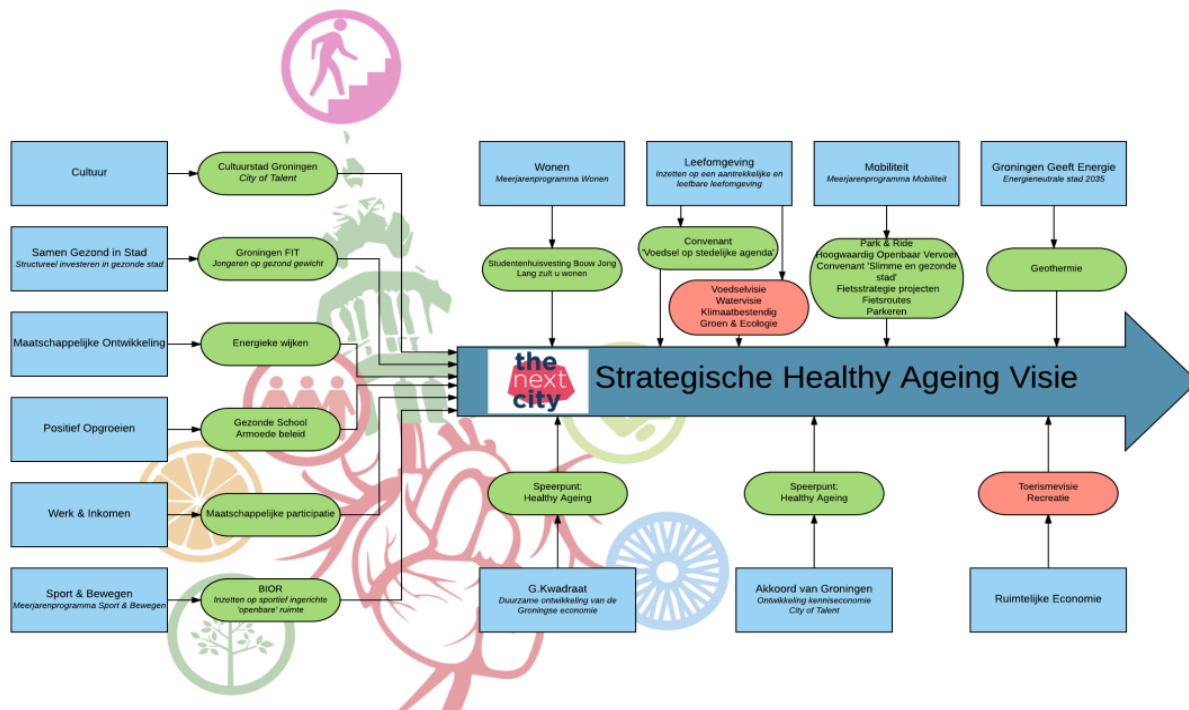 Cultuur
Cultuurstad Groningen
City of Talent
Samen Gezond in Stad
Structureel investeren in gezonde stad
Groningen FIT
Jongeren op gezond gewicht
Maatschappelijke Ontwikkeling
Energieke wijken
Positief Opgroeien
Gezonde School
Armoede beleid
Werk & Inkomen
Maatschappelijke participatie
Sport & Bewegen
Meerjarenprogramma Sport & Bewegen
BIOR
Inzetten op sportief ingerichte
'openbare' ruimte
Wonen
Meerjarenprogramma Wonen
Studentenhuisvesting Bouw Jong
Lang zult u wonen
Leefomgeving
Inzetten op een aantrekkelijke en
leefbare leefomgeving
Convenant
'Voedsel op stedelijke agenda'
Voedselvisie
Watervisie
Klimaatbestendig
Groen & Ecologie
Mobiliteit
Meerjarenprogramma Mobiliteit
Park & Ride
Hoogwaardig Openbaar Vervoer
Convenant 'Slimme en gezonde
stad'
Fietsstrategie projecten
Fietsroutes
Parkeren
Groningen Geeft Energie
Energieneutrale stad 2035
Geothermie
the
next
city
Strategische Healthy Ageing Visie
Speerpunt:
Healthy Ageing
G.Kwadraat
Duurzame ontwikkeling van de
Groningse economie
Speerpunt:
Healthy Ageing
Akkoord van Groningen
Ontwikkeling kenniseconomie
City of Talent
Toerismevisie
Recreatie
Ruimtelijke Economie